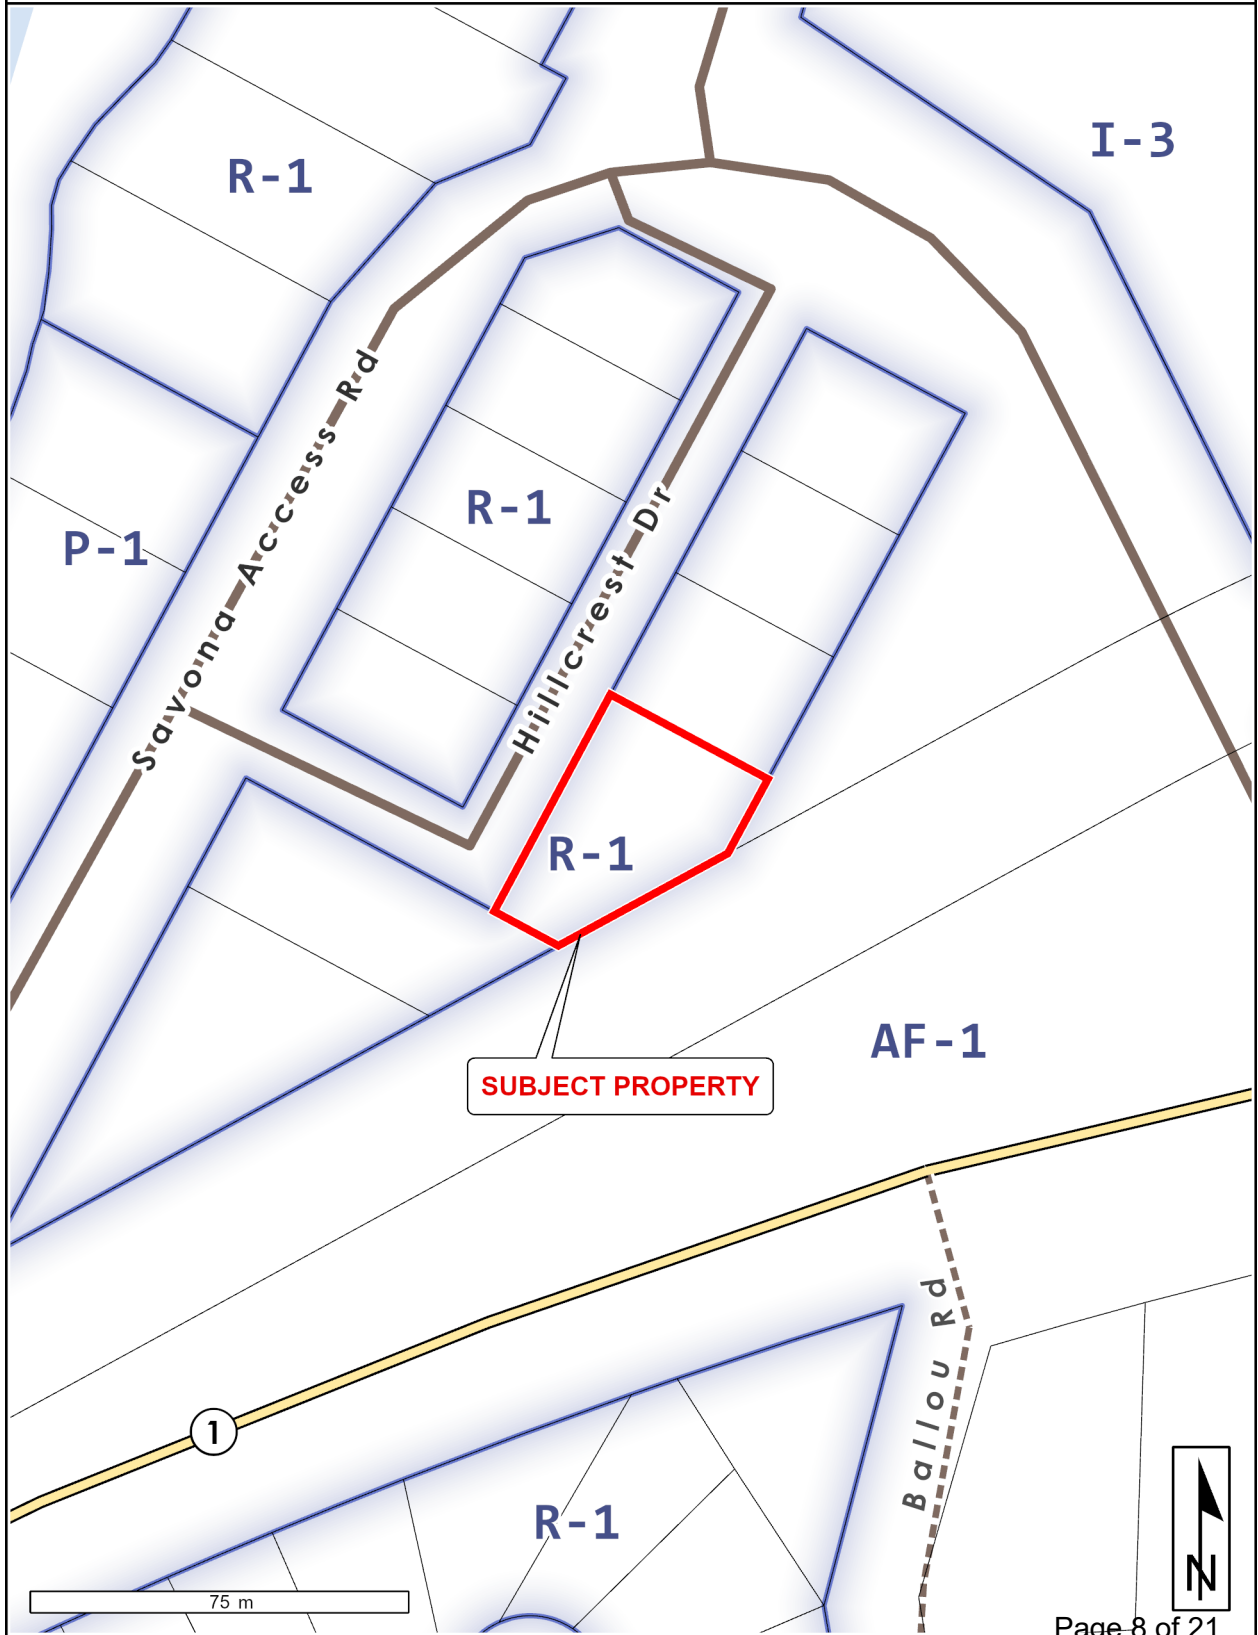 I-3
R-1
Savona Access Rd
R-1
Hillcrest Dr
P-1
R-1
AF-1
SUBJECT PROPERTY
Ballou Rd
1
R-1
N
75 m
Page 8 of 21